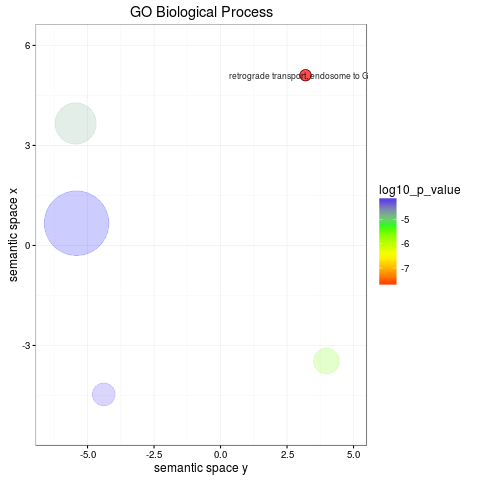 GO Biological Process
6
3
0
-3
semantic space x
retrograde transport, endosome to G
-5.0
-2.5
0.0
2.5
5.0
semantic space y
log10_p_value
-5
-6
-7